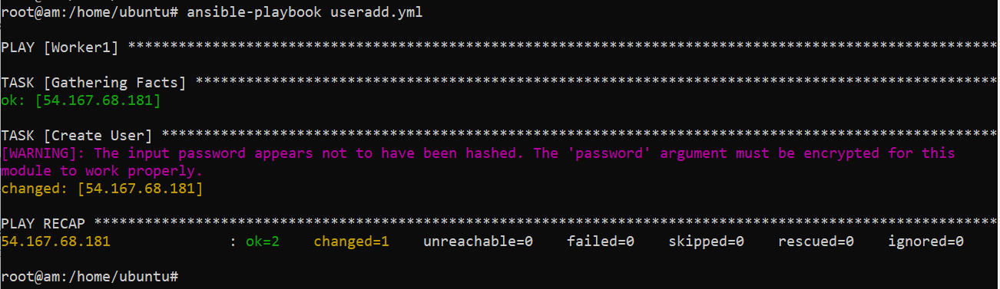 root@am:/home/ubuntu# ansible-playbook useradd.yml
PLAY [Worker1] *******************************************************************************************************
TASK [Gathering Facts] ***********************************************************************************************
ok: [54.167.68.181]
TASK [Create User] ***************************************************************************************************
[WARNING]: The input password appears not to have been hashed. The 'password' argument must be encrypted for this
module to work properly.
changed: [54.167.68.181]
PLAY RECAP ***********************************************************************************************************
54.167.68.181              : ok=2    changed=1    unreachable=0    failed=0    skipped=0    rescued=0    ignored=0
root@am:/home/ubuntu#